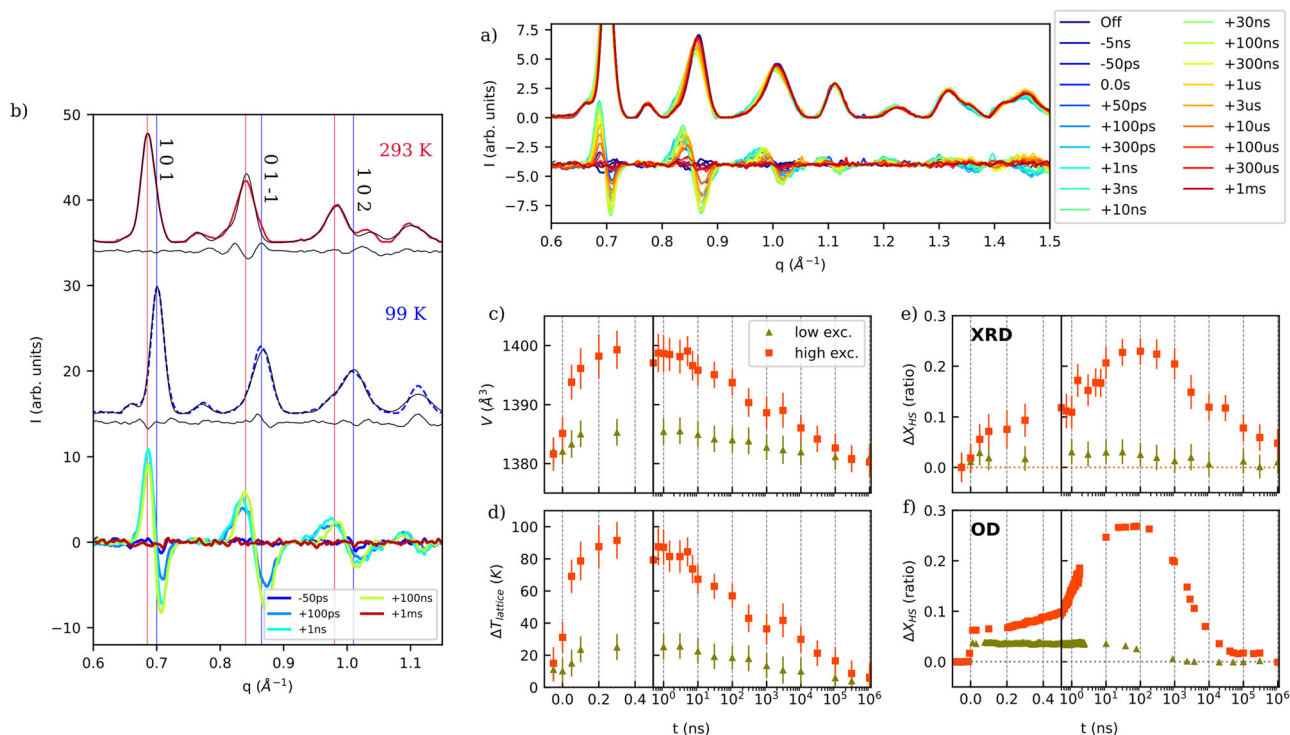 a)
7.5
5.0
2.5
0.0
−2.5
−5.0
−7.5
I (arb. units)
0.6 0.7 0.8 0.9 1.0 1.1 1.2 1.3 1.4 1.5
q (Å⁻¹)
Off
-5ns
-50ps
0.0s
+50ps
+100ps
+300ps
+1ns
+3ns
+10ns
+30ns
+100ns
+300ns
+1us
+3us
+10us
+100us
+300us
+1ms
b)
50
40
30
20
10
0
−10
I (arb. units)
1 0 1
0 1 -1
1 0 2
293 K
99 K
-50ps
+100ps
+1ns
+100ns
+1ms
0.6 0.7 0.8 0.9 1.0 1.1
q (Å⁻¹)
c)
low exc.
high exc.
1400
1390
1380
V (Å³)
d)
100
80
60
40
20
0
ΔT_lattice (K)
0.0 0.2 0.4 10⁰ 10¹ 10² 10³ 10⁴ 10⁵ 10⁶
t (ns)
e)
XRD
0.3
0.2
0.1
0.0
ΔX_HS (ratio)
f)
OD
0.3
0.2
0.1
0.0
ΔX_HS (ratio)
0.0 0.2 0.4 10⁰ 10¹ 10² 10³ 10⁴ 10⁵ 10⁶
t (ns)